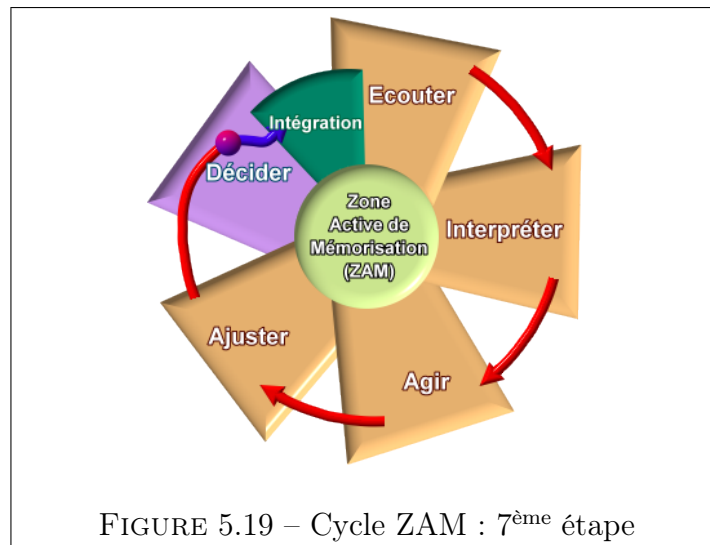 Ecouter
Intégration
Décider
Zone
Active de
Mémorisation
(ZAM)
Interpréter
Ajuster
Agir
FIGURE 5.19 – Cycle ZAM : 7ème étape